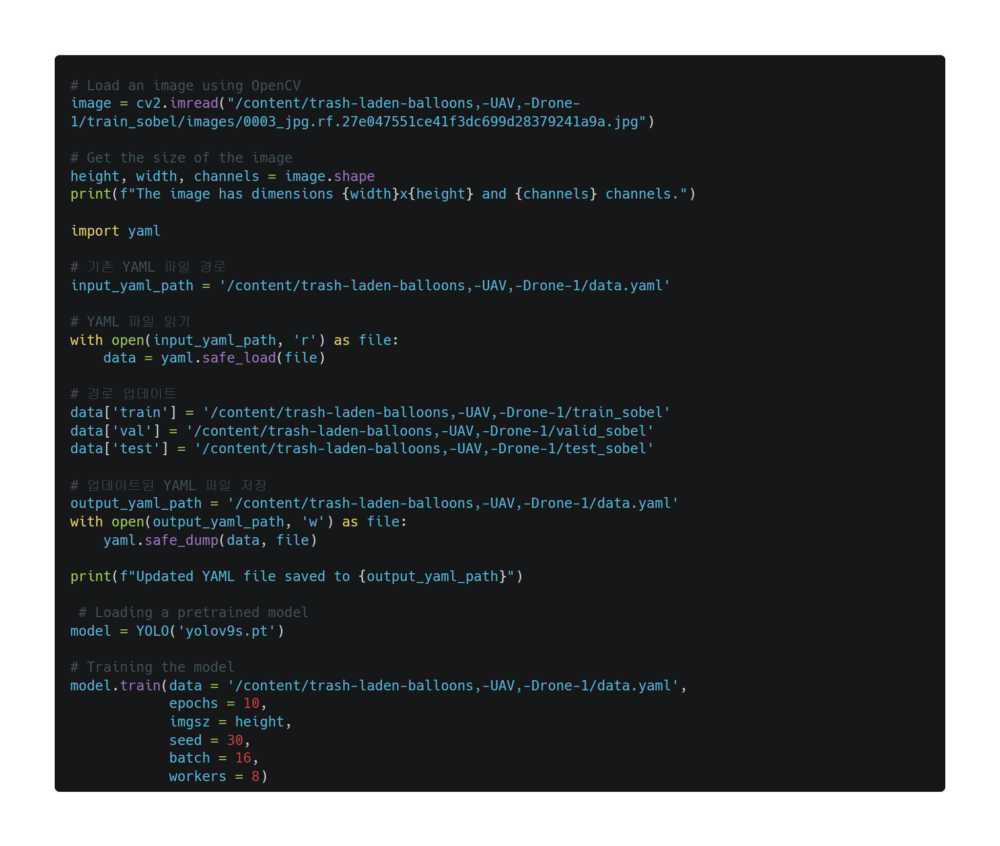 # Load an image using OpenCV
image = cv2.imread("/content/trash-laden-balloons,-UAV,-Drone-
1/train_sobel/images/0003_jpg.rf.27e047551ce41f3dc699d28379241a9a.jpg")
# Get the size of the image
height, width, channels = image.shape
print(f"The image has dimensions {width}x{height} and {channels} channels.")
import yaml
# 기존 YAML 파일 경로
input_yaml_path = '/content/trash-laden-balloons,-UAV,-Drone-1/data.yaml'
# YAML 파일 읽기
with open(input_yaml_path, 'r') as file:
    data = yaml.safe_load(file)
# 경로 업데이트
data['train'] = '/content/trash-laden-balloons,-UAV,-Drone-1/train_sobel'
data['val'] = '/content/trash-laden-balloons,-UAV,-Drone-1/valid_sobel'
data['test'] = '/content/trash-laden-balloons,-UAV,-Drone-1/test_sobel'
# 업데이트된 YAML 파일 저장
output_yaml_path = '/content/trash-laden-balloons,-UAV,-Drone-1/data.yaml'
with open(output_yaml_path, 'w') as file:
    yaml.safe_dump(data, file)
print(f"Updated YAML file saved to {output_yaml_path}")
 # Loading a pretrained model
model = YOLO('yolov9s.pt')
# Training the model
model.train(data = '/content/trash-laden-balloons,-UAV,-Drone-1/data.yaml',
            epochs = 10,
            imgsz = height,
            seed = 30,
            batch = 16,
            workers = 8)